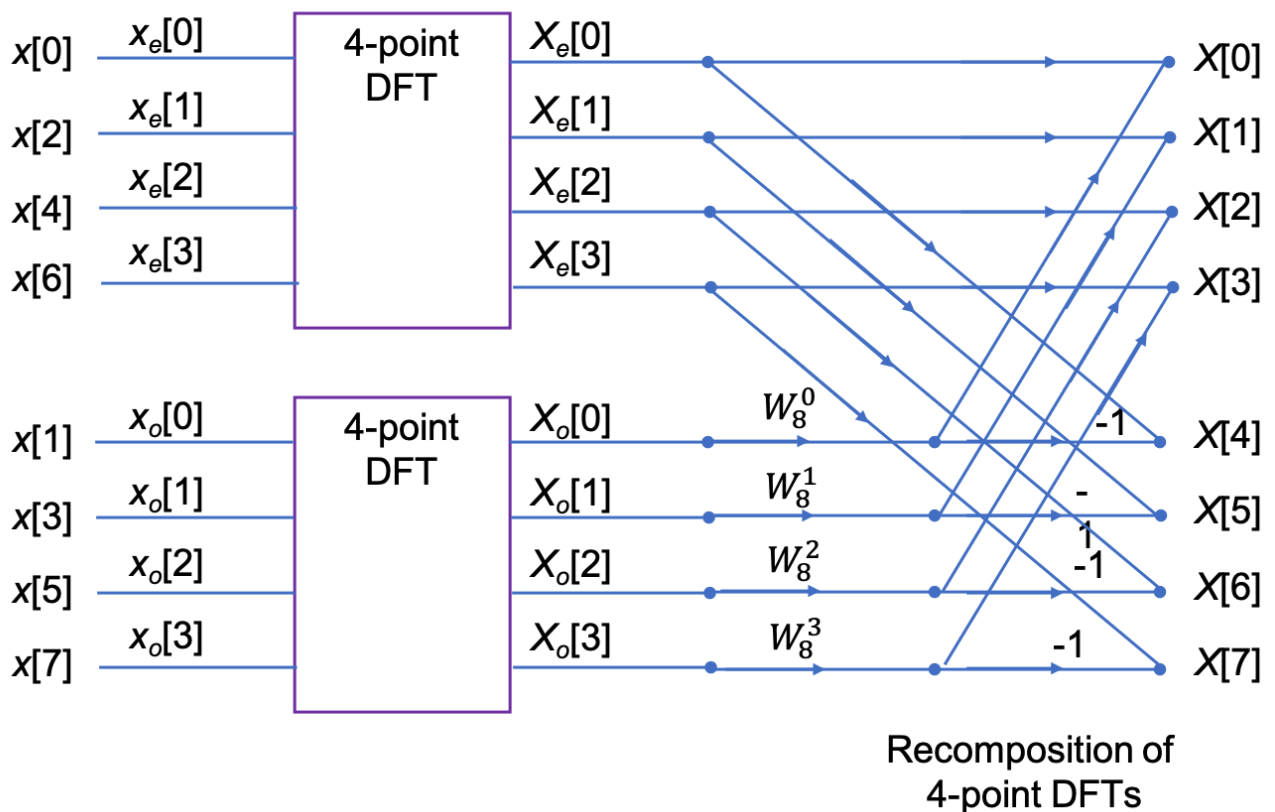 x[0] xe[0] 4-point Xe[0] X[0]
DFT
x[2] xe[1] Xe[1] X[1]
x[4] xe[2] Xe[2] X[2]
x[6] xe[3] Xe[3] X[3]
x[1] xo[0] 4-point Xo[0] W₈⁰ -1 X[4]
DFT
x[3] xo[1] Xo[1] W₈¹ - X[5]
1
x[5] xo[2] Xo[2] W₈² -1 X[6]
x[7] xo[3] Xo[3] W₈³ -1 X[7]
Recomposition of
4-point DFTs